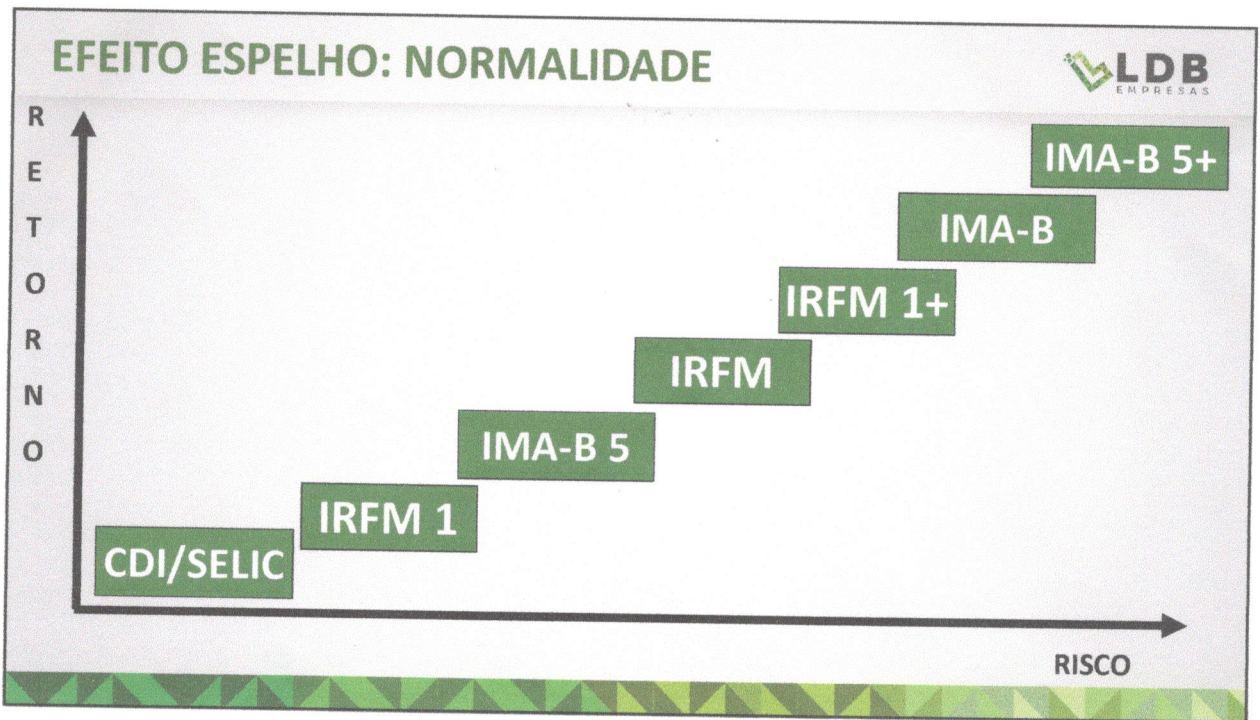 EFEITO ESPELHO: NORMALIDADE
LDB
EMPRESAS
R
E
T
O
R
N
O
IMA-B 5+
IMA-B
IRFM 1+
IRFM
IMA-B 5
IRFM 1
CDI/SELIC
RISCO